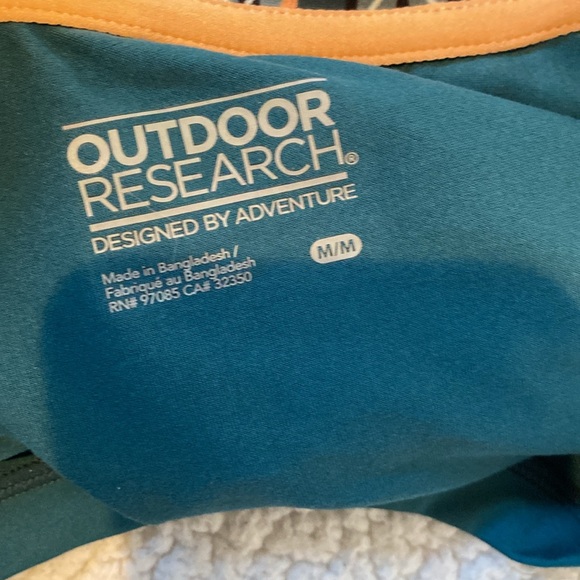 OUTDOOR
RESEARCH®
DESIGNED BY ADVENTURE
Made in Bangladesh /
Fabriqué au Bangladesh
RN# 97085 CA# 32350
M/M